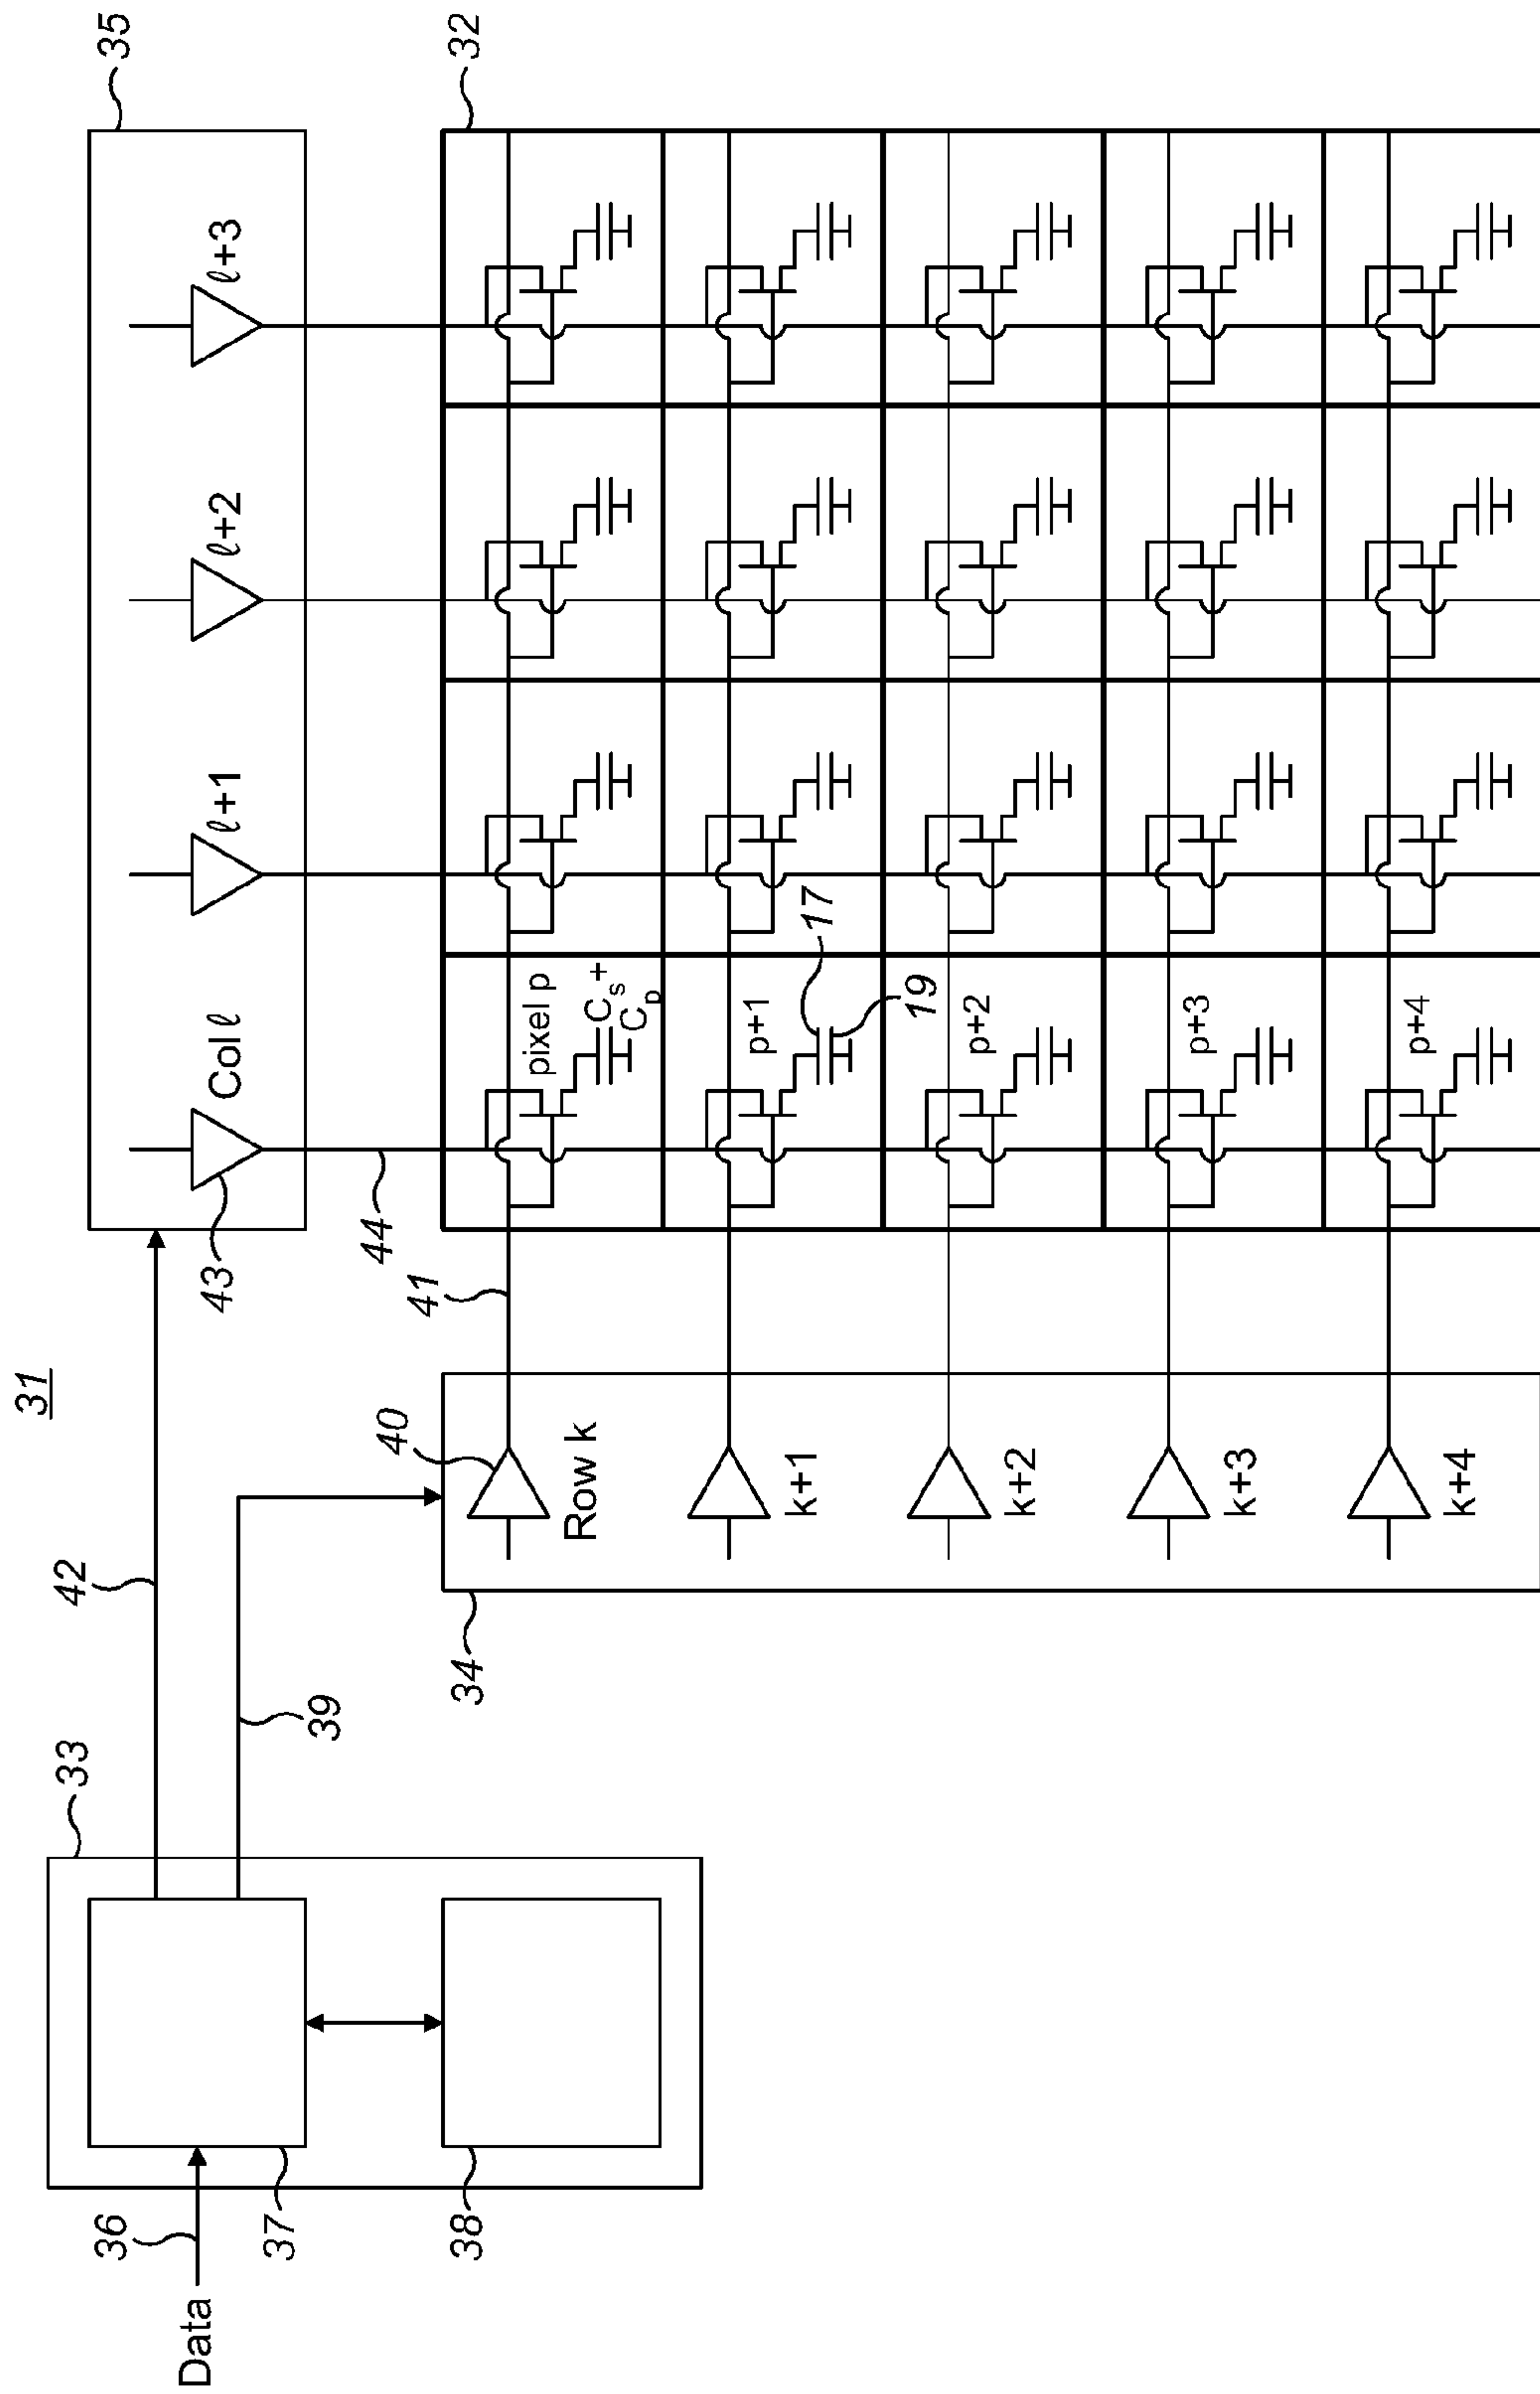 31
35
32
33
42
39
34
40
41
44
43
36
37
38
Data
Col ℓ
ℓ+1
ℓ+2
ℓ+3
Row k
k+1
k+2
k+3
k+4
pixel p
Cs+
Cp
p+1
17
19
p+2
p+3
p+4